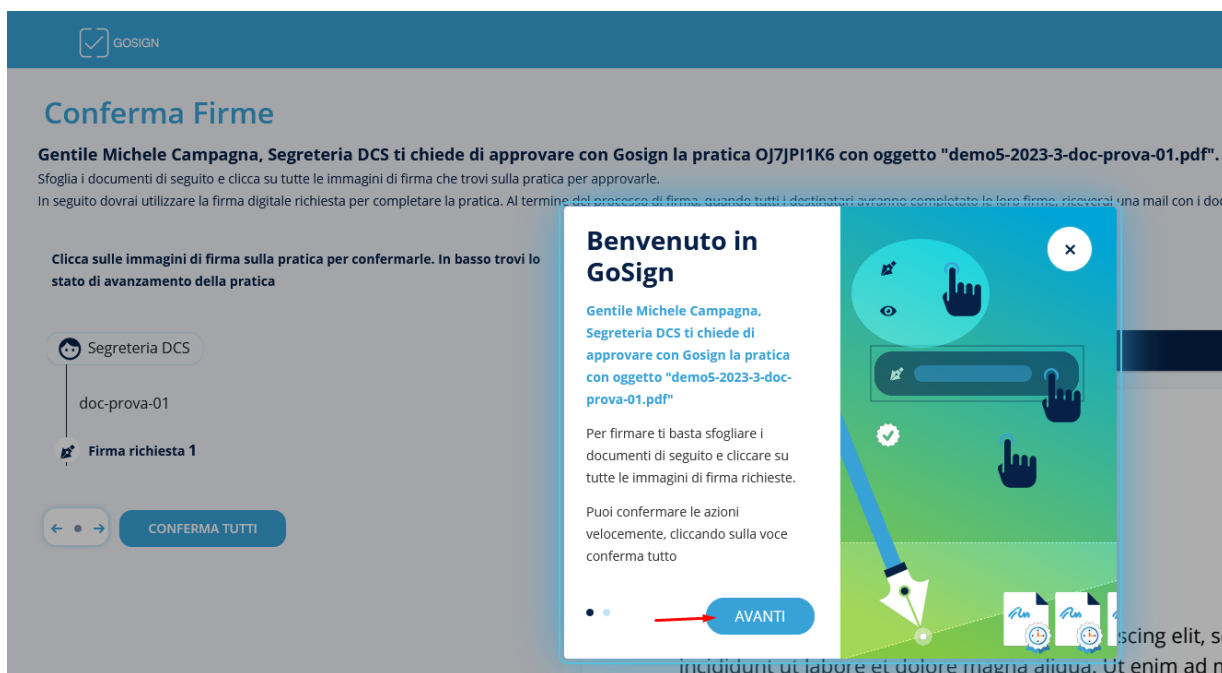 GOSIGN
Conferma Firme
Gentile Michele Campagna, Segreteria DCS ti chiede di approvare con Gosign la pratica OJ7JPI1K6 con oggetto "demo5-2023-3-doc-prova-01.pdf".
Sfoglia i documenti di seguito e clicca su tutte le immagini di firma che trovi sulla pratica per approvarle.
In seguito dovrai utilizzare la firma digitale richiesta per completare la pratica. Al termine del processo di firma, quando tutti i destinatari avranno completato le loro firme, riceverai una mail con i doc
Clicca sulle immagini di firma sulla pratica per confermarle. In basso trovi lo
stato di avanzamento della pratica
Segreteria DCS
doc-prova-01
Firma richiesta 1
CONFERMA TUTTI
Benvenuto in
GoSign
Gentile Michele Campagna,
Segreteria DCS ti chiede di
approvare con Gosign la pratica
con oggetto "demo5-2023-3-doc-
prova-01.pdf"
Per firmare ti basta sfogliare i
documenti di seguito e cliccare su
tutte le immagini di firma richieste.
Puoi confermare le azioni
velocemente, cliccando sulla voce
conferma tutto
AVANTI
scing elit, s
incididunt ut labore et dolore magna aliqua. Ut enim ad m